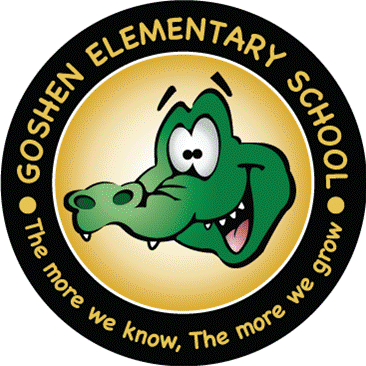 GOSHEN ELEMENTARY SCHOOL
The more we know, The more we grow